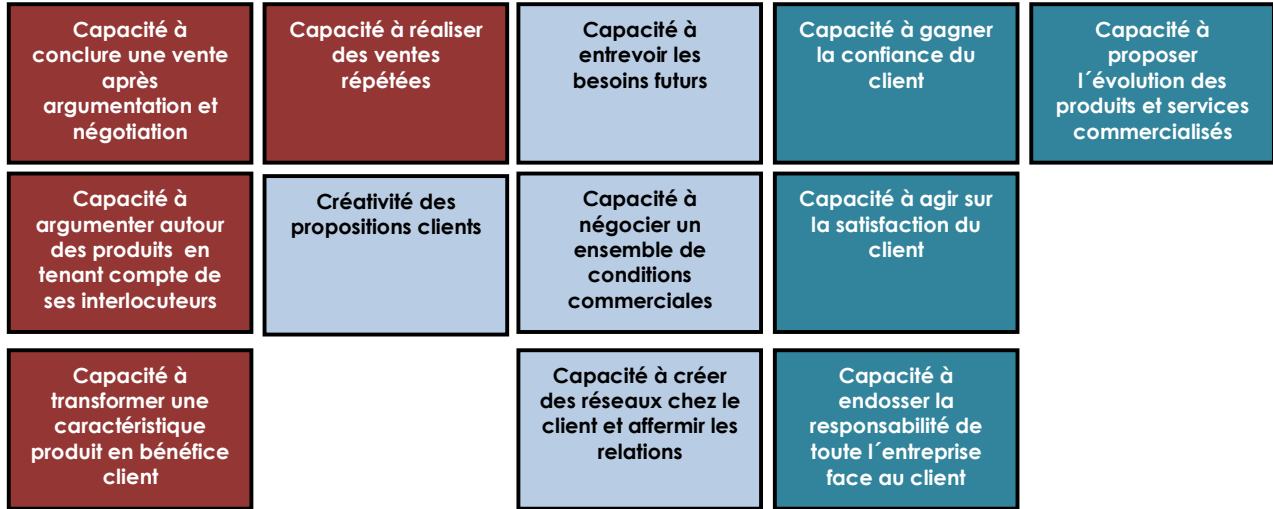 Capacité à
conclure une vente
après
argumentation et
négotiation
Capacité à réaliser
des ventes
répétées
Capacité à
entrevoir les
besoins futurs
Capacité à gagner
la confiance du
client
Capacité à
proposer
l´évolution des
produits et services
commercialisés
Capacité à
argumenter autour
des produits en
tenant compte de
ses interlocuteurs
Créativité des
propositions clients
Capacité à
négocier un
ensemble de
conditions
commerciales
Capacité à agir sur
la satisfaction du
client
Capacité à
transformer une
caractéristique
produit en bénéfice
client
Capacité à créer
des réseaux chez le
client et affermir les
relations
Capacité à
endosser la
responsabilité de
toute l´entreprise
face au client